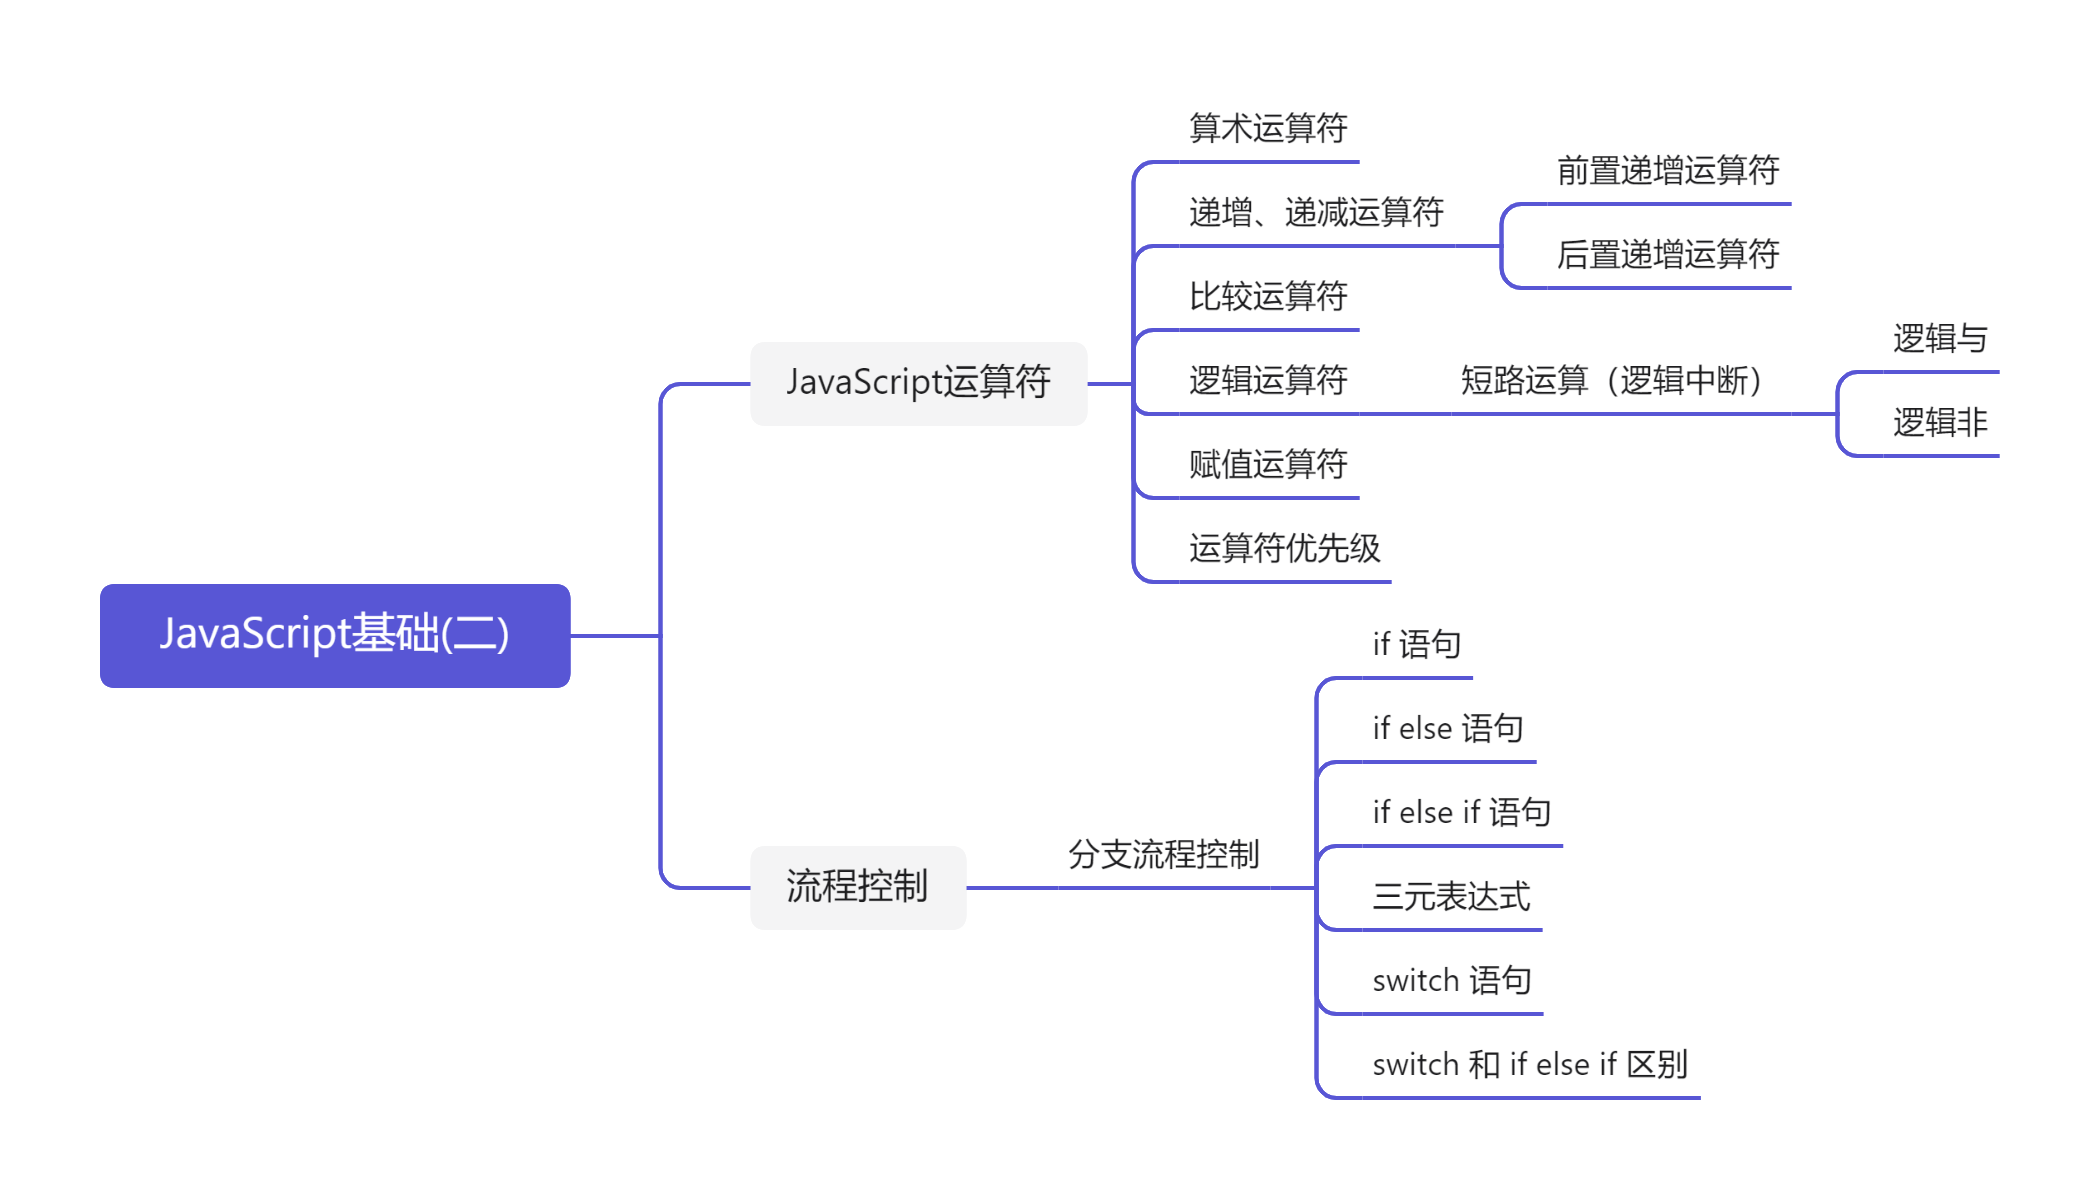 JavaScript基础(二)
JavaScript运算符
算术运算符
递增、递减运算符
前置递增运算符
后置递增运算符
比较运算符
逻辑运算符
短路运算（逻辑中断）
逻辑与
逻辑非
赋值运算符
运算符优先级
流程控制
分支流程控制
if 语句
if else 语句
if else if 语句
三元表达式
switch 语句
switch 和 if else if 区别